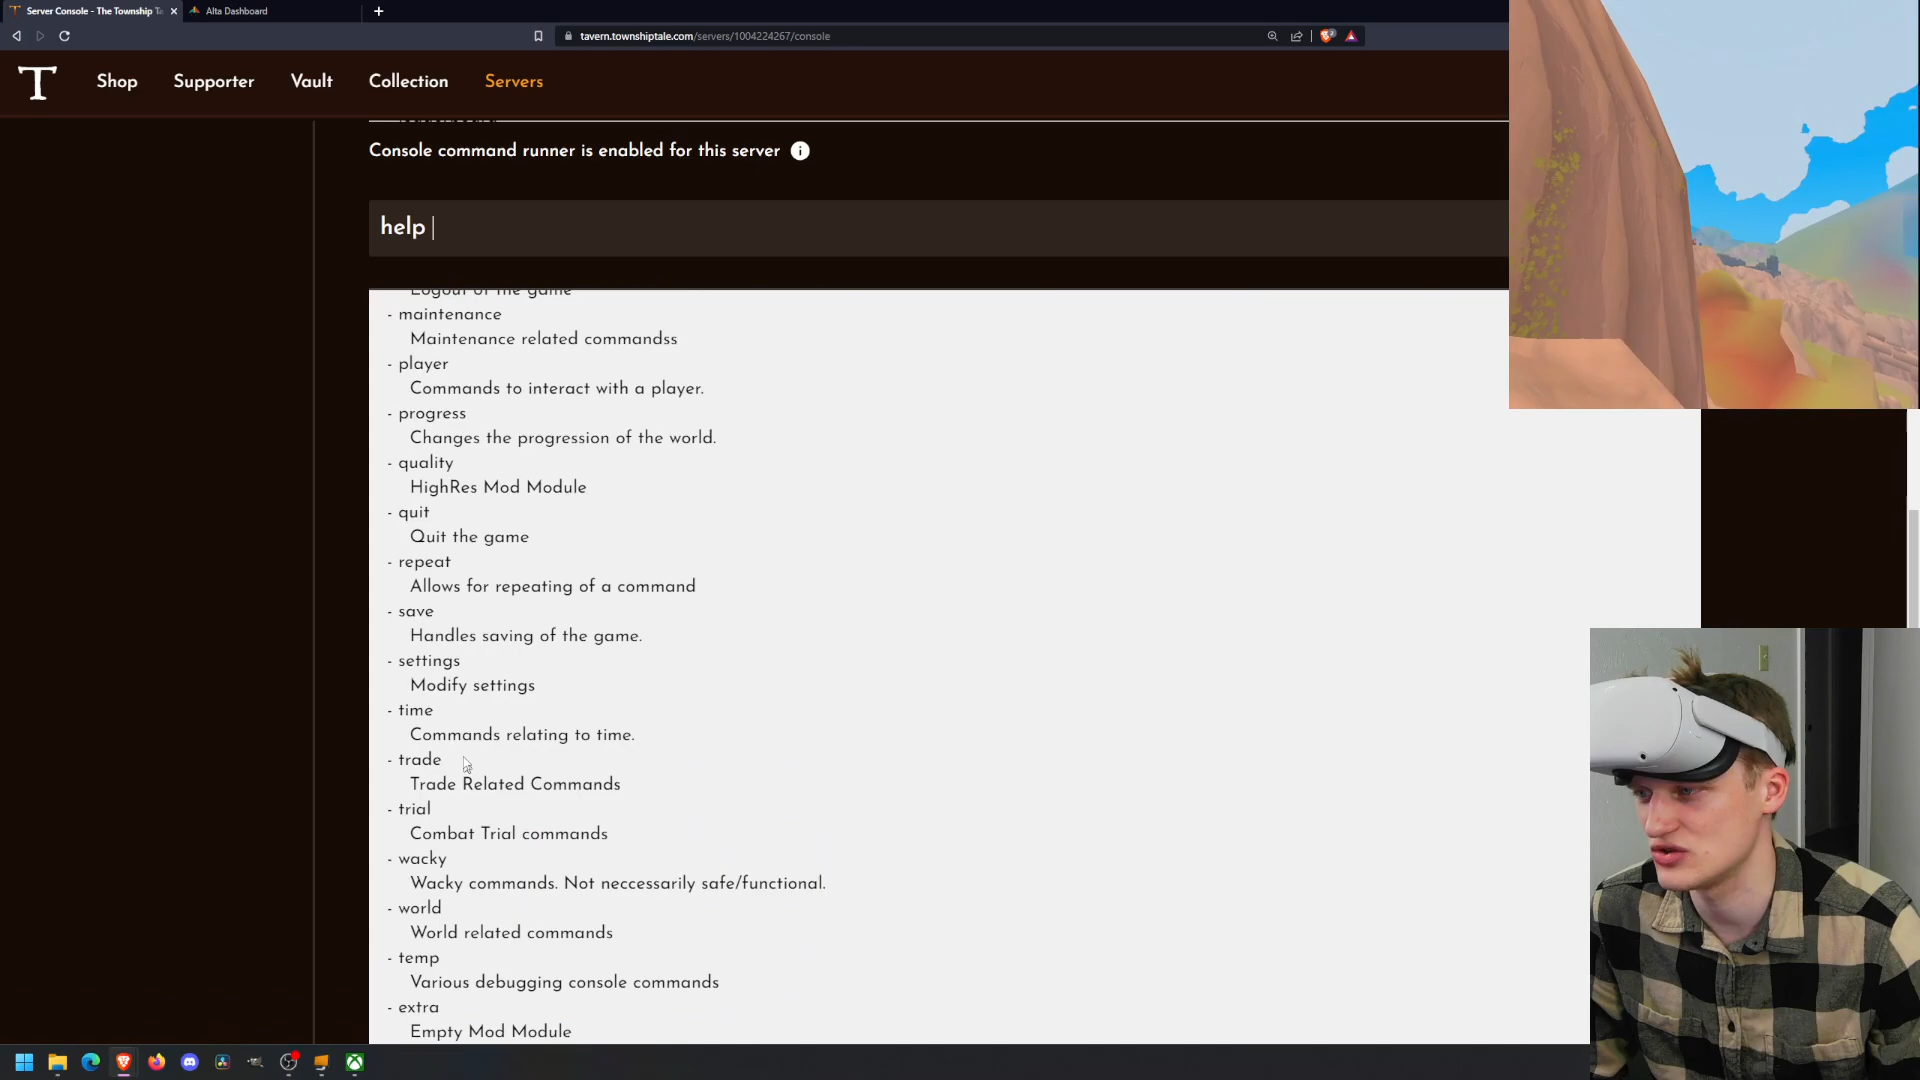 Server Console - The Township T
Alta Dashboard
tavern.townshiptale.com/servers/1004224267/console
T
Shop
Supporter
Vault
Collection
Servers
Console command runner is enabled for this server
help
Logout of the game
- maintenance
Maintenance related commandss
- player
Commands to interact with a player.
- progress
Changes the progression of the world.
- quality
HighRes Mod Module
- quit
Quit the game
- repeat
Allows for repeating of a command
- save
Handles saving of the game.
- settings
Modify settings
- time
Commands relating to time.
- trade
Trade Related Commands
- trial
Combat Trial commands
- wacky
Wacky commands. Not neccessarily safe/functional.
- world
World related commands
- temp
Various debugging console commands
- extra
Empty Mod Module